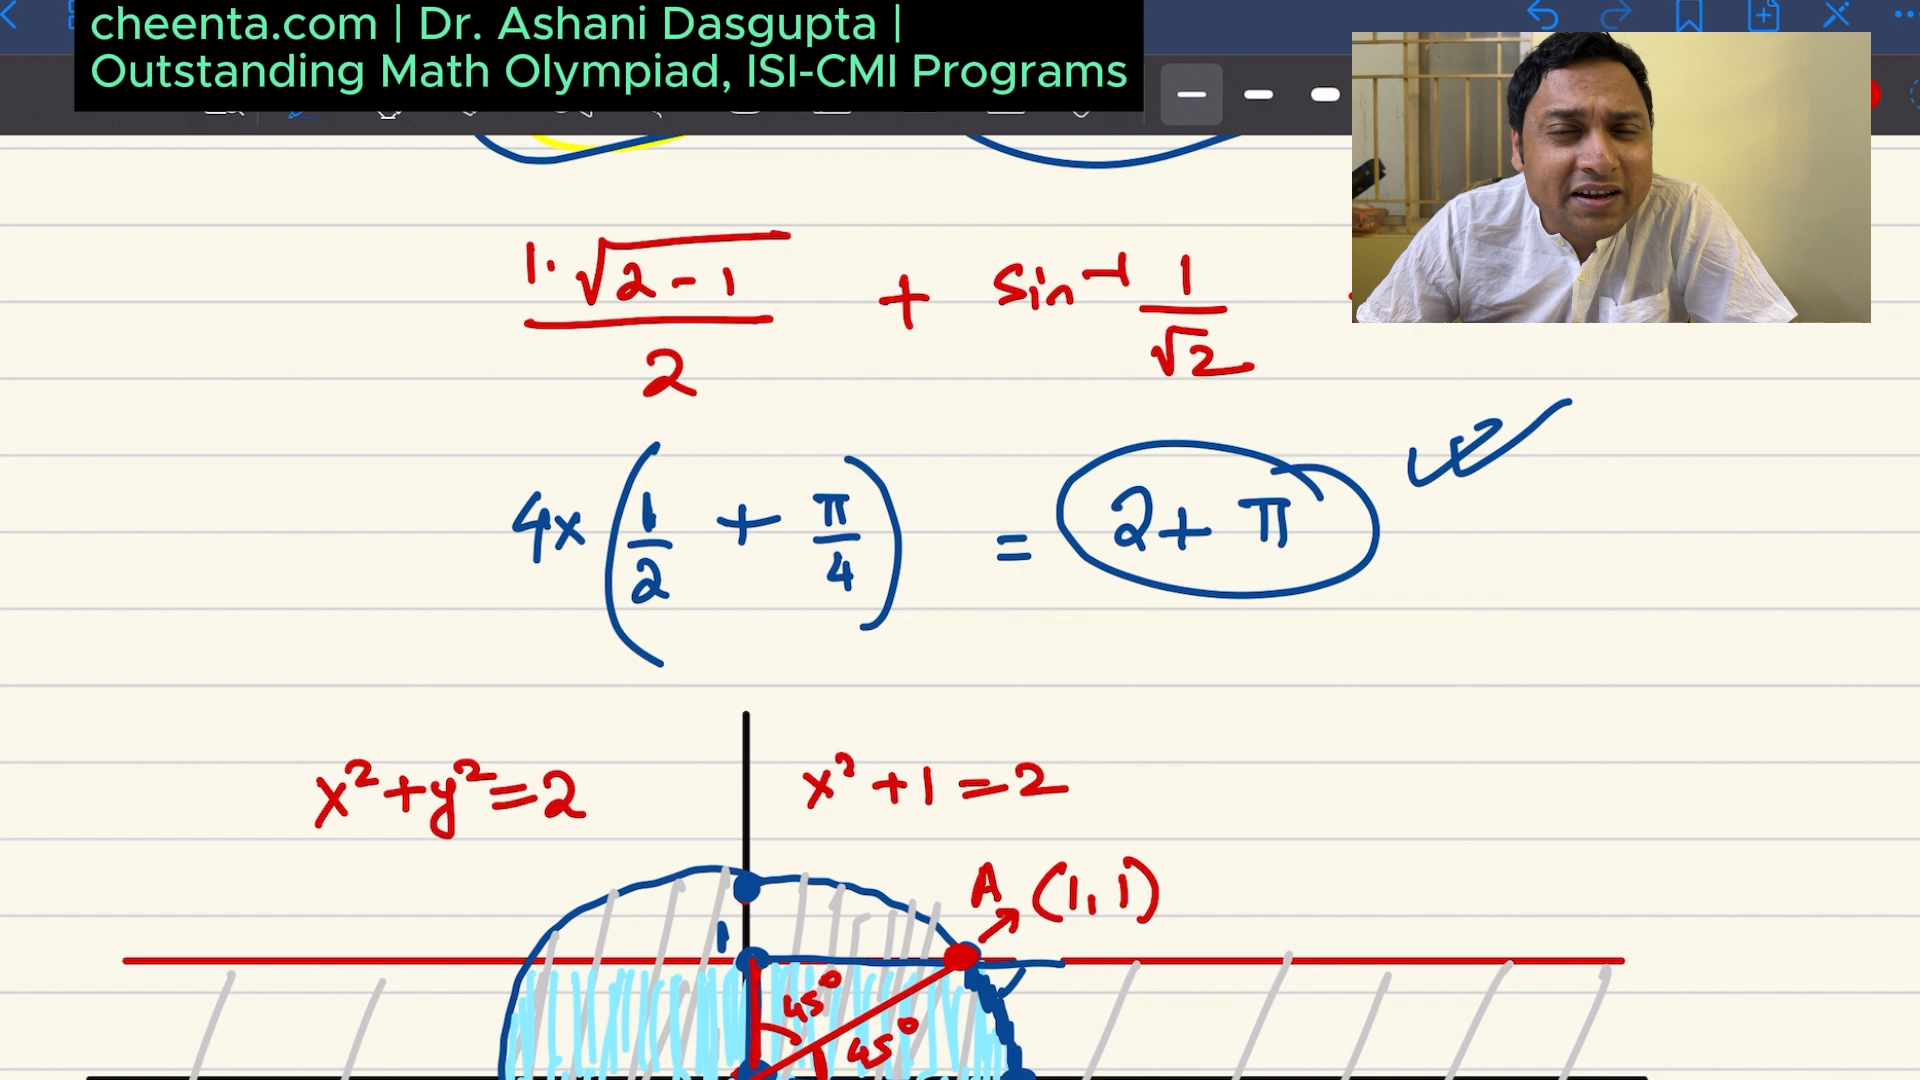 cheenta.com | Dr. Ashani Dasgupta |
Outstanding Math Olympiad, ISI-CMI Programs
1·√(2-1)/2 + sin⁻¹ 1/√2
4x(1/2 + π/4) = 2+π
x²+y²=2
x²+1=2
A (1,1)
1
45°
45°